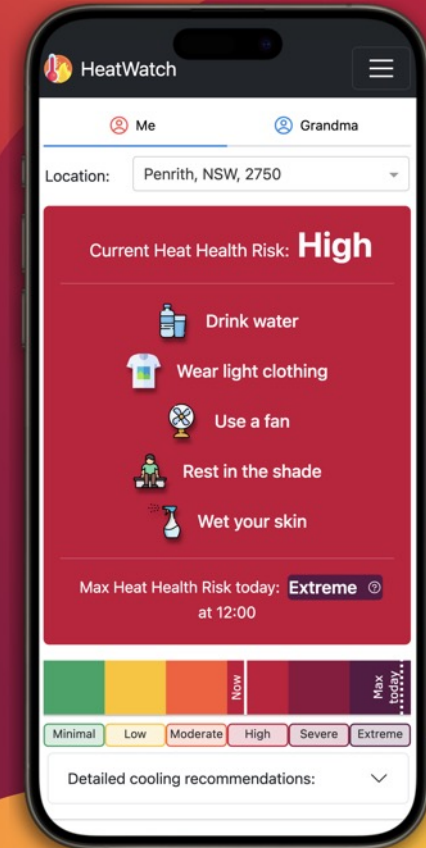 HeatWatch
Me
Grandma
Location:
Penrith, NSW, 2750
Current Heat Health Risk: High
Drink water
Wear light clothing
Use a fan
Rest in the shade
Wet your skin
Max Heat Health Risk today: Extreme ?
at 12:00
Now
Max
today
Minimal
Low
Moderate
High
Severe
Extreme
Detailed cooling recommendations: